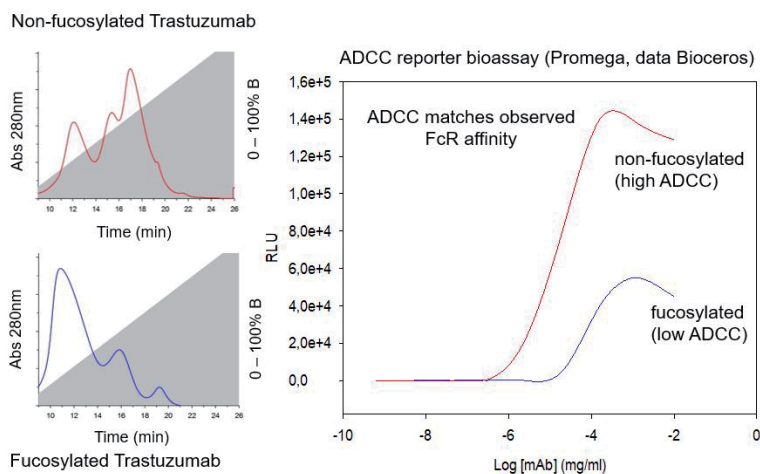 Non-fucosylated Trastuzumab
Abs 280nm
0 – 100% B
10 12 14 16 18 20 22 24 26
Time (min)
Abs 280nm
0 – 100% B
10 12 14 16 18 20 22 24 26
Time (min)
Fucosylated Trastuzumab
ADCC reporter bioassay (Promega, data Bioceros)
ADCC matches observed
FcR affinity
non-fucosylated
(high ADCC)
fucosylated
(low ADCC)
RLU
1,6e+5
1,4e+5
1,2e+5
1,0e+5
8,0e+4
6,0e+4
4,0e+4
2,0e+4
0,0
-10 -8 -6 -4 -2 0
Log [mAb] (mg/ml)